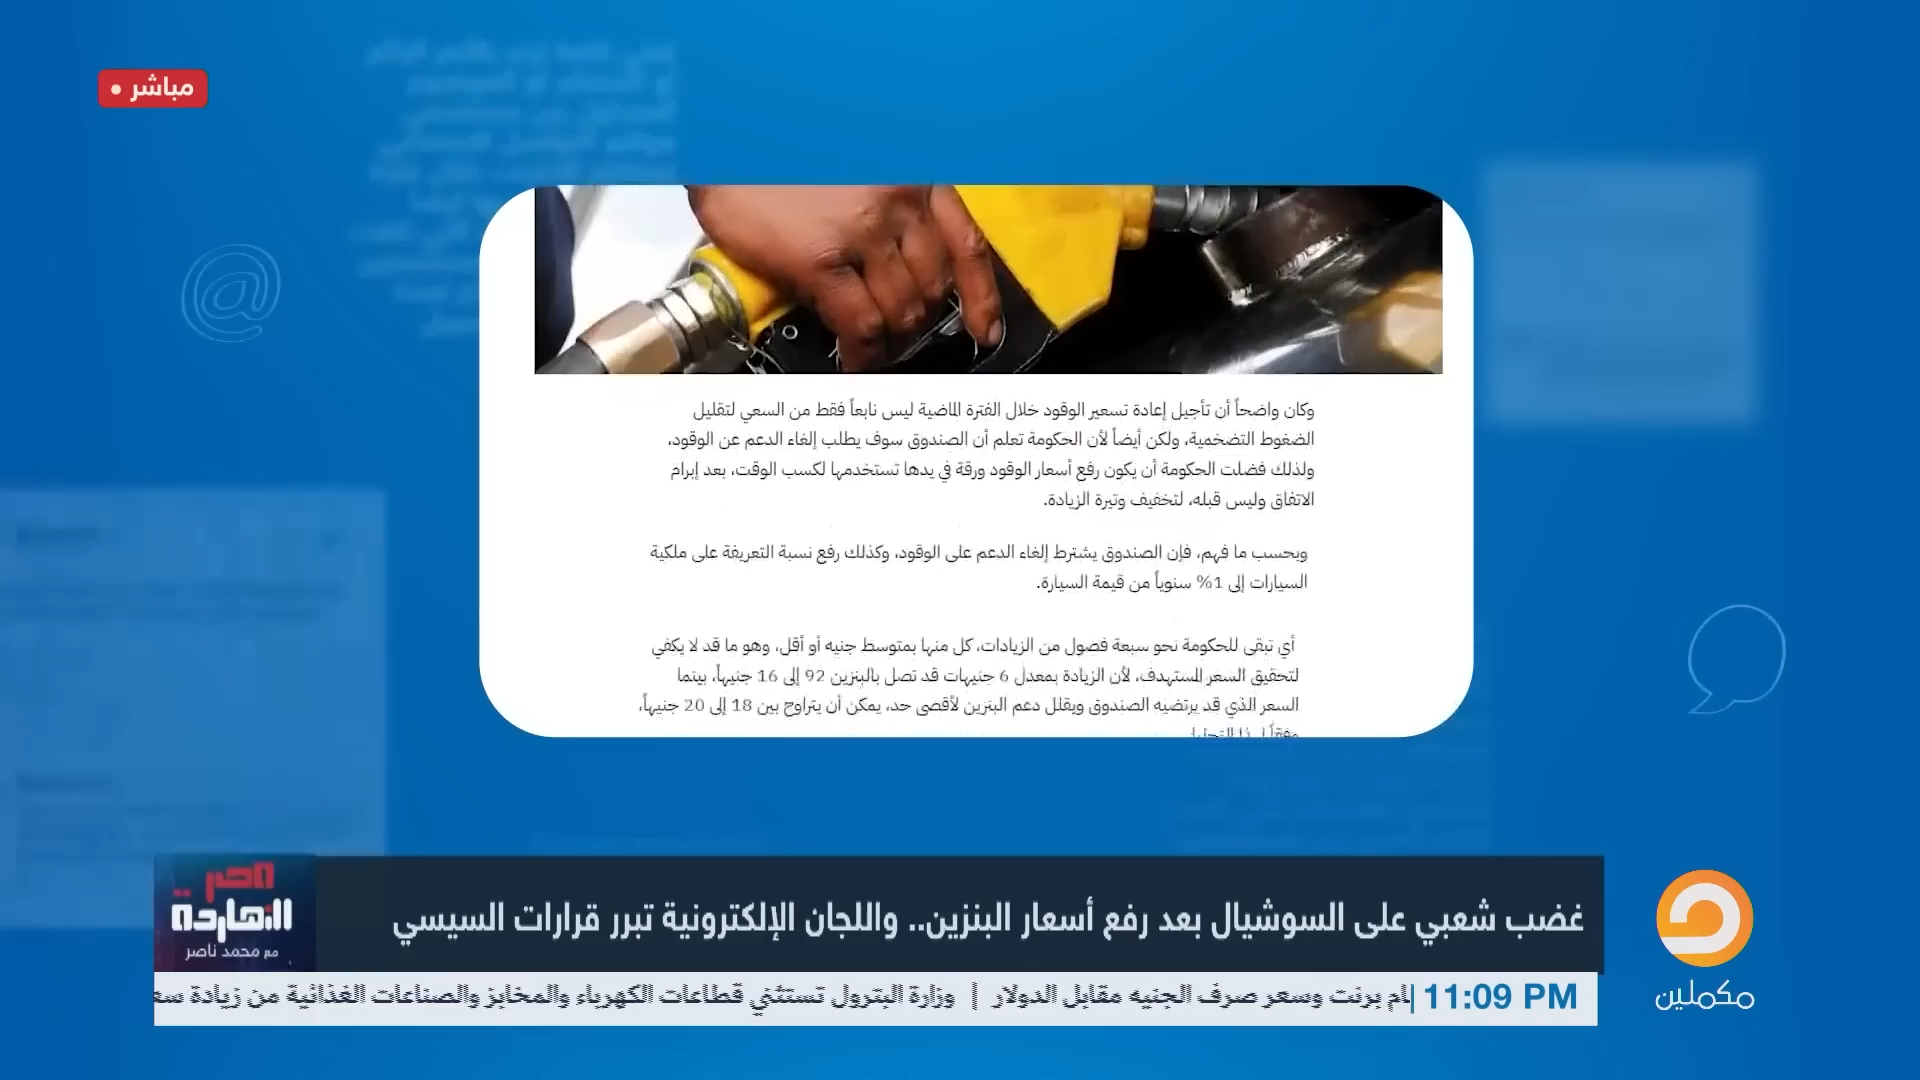 مباشر
وكان واضحاً أن تأجيل إعادة تسعير الوقود خلال الفترة الماضية ليس نابعاً فقط من السعي لتقليل
الضغوط التضخمية، ولكن أيضاً لأن الحكومة تعلم أن الصندوق سوف يطلب إلغاء الدعم عن الوقود،
ولذلك فضلت الحكومة أن يكون رفع أسعار الوقود ورقة في يدها تستخدمها لكسب الوقت، بعد إبرام
الاتفاق وليس قبله، لتخفيف وتيرة الزيادة.
وبحسب ما فهم، فإن الصندوق يشترط إلغاء الدعم على الوقود، وكذلك رفع نسبة التعريفة على ملكية
السيارات إلى 1% سنوياً من قيمة السيارة.
أي تبقى للحكومة نحو سبعة فصول من الزيادات، كل منها بمتوسط جنيه أو أقل، وهو ما قد لا يكفي
لتحقيق السعر المستهدف، لأن الزيادة بمعدل 6 جنيهات قد تصل بالبنزين 92 إلى 16 جنيهاً، بينما
السعر الذي قد يرتضيه الصندوق ويقلل دعم البنزين لأقصى حد، يمكن أن يتراوح بين 18 إلى 20 جنيهاً،
غضب شعبي على السوشيال بعد رفع أسعار البنزين.. واللجان الإلكترونية تبرر قرارات السيسي
مصر
النهاردة
مع محمد ناصر
11:09 PM
برنت وسعر صرف الجنيه مقابل الدولار | وزارة البترول تستثني قطاعات الكهرباء والمخابز والصناعات الغذائية من زيادة
مكملين